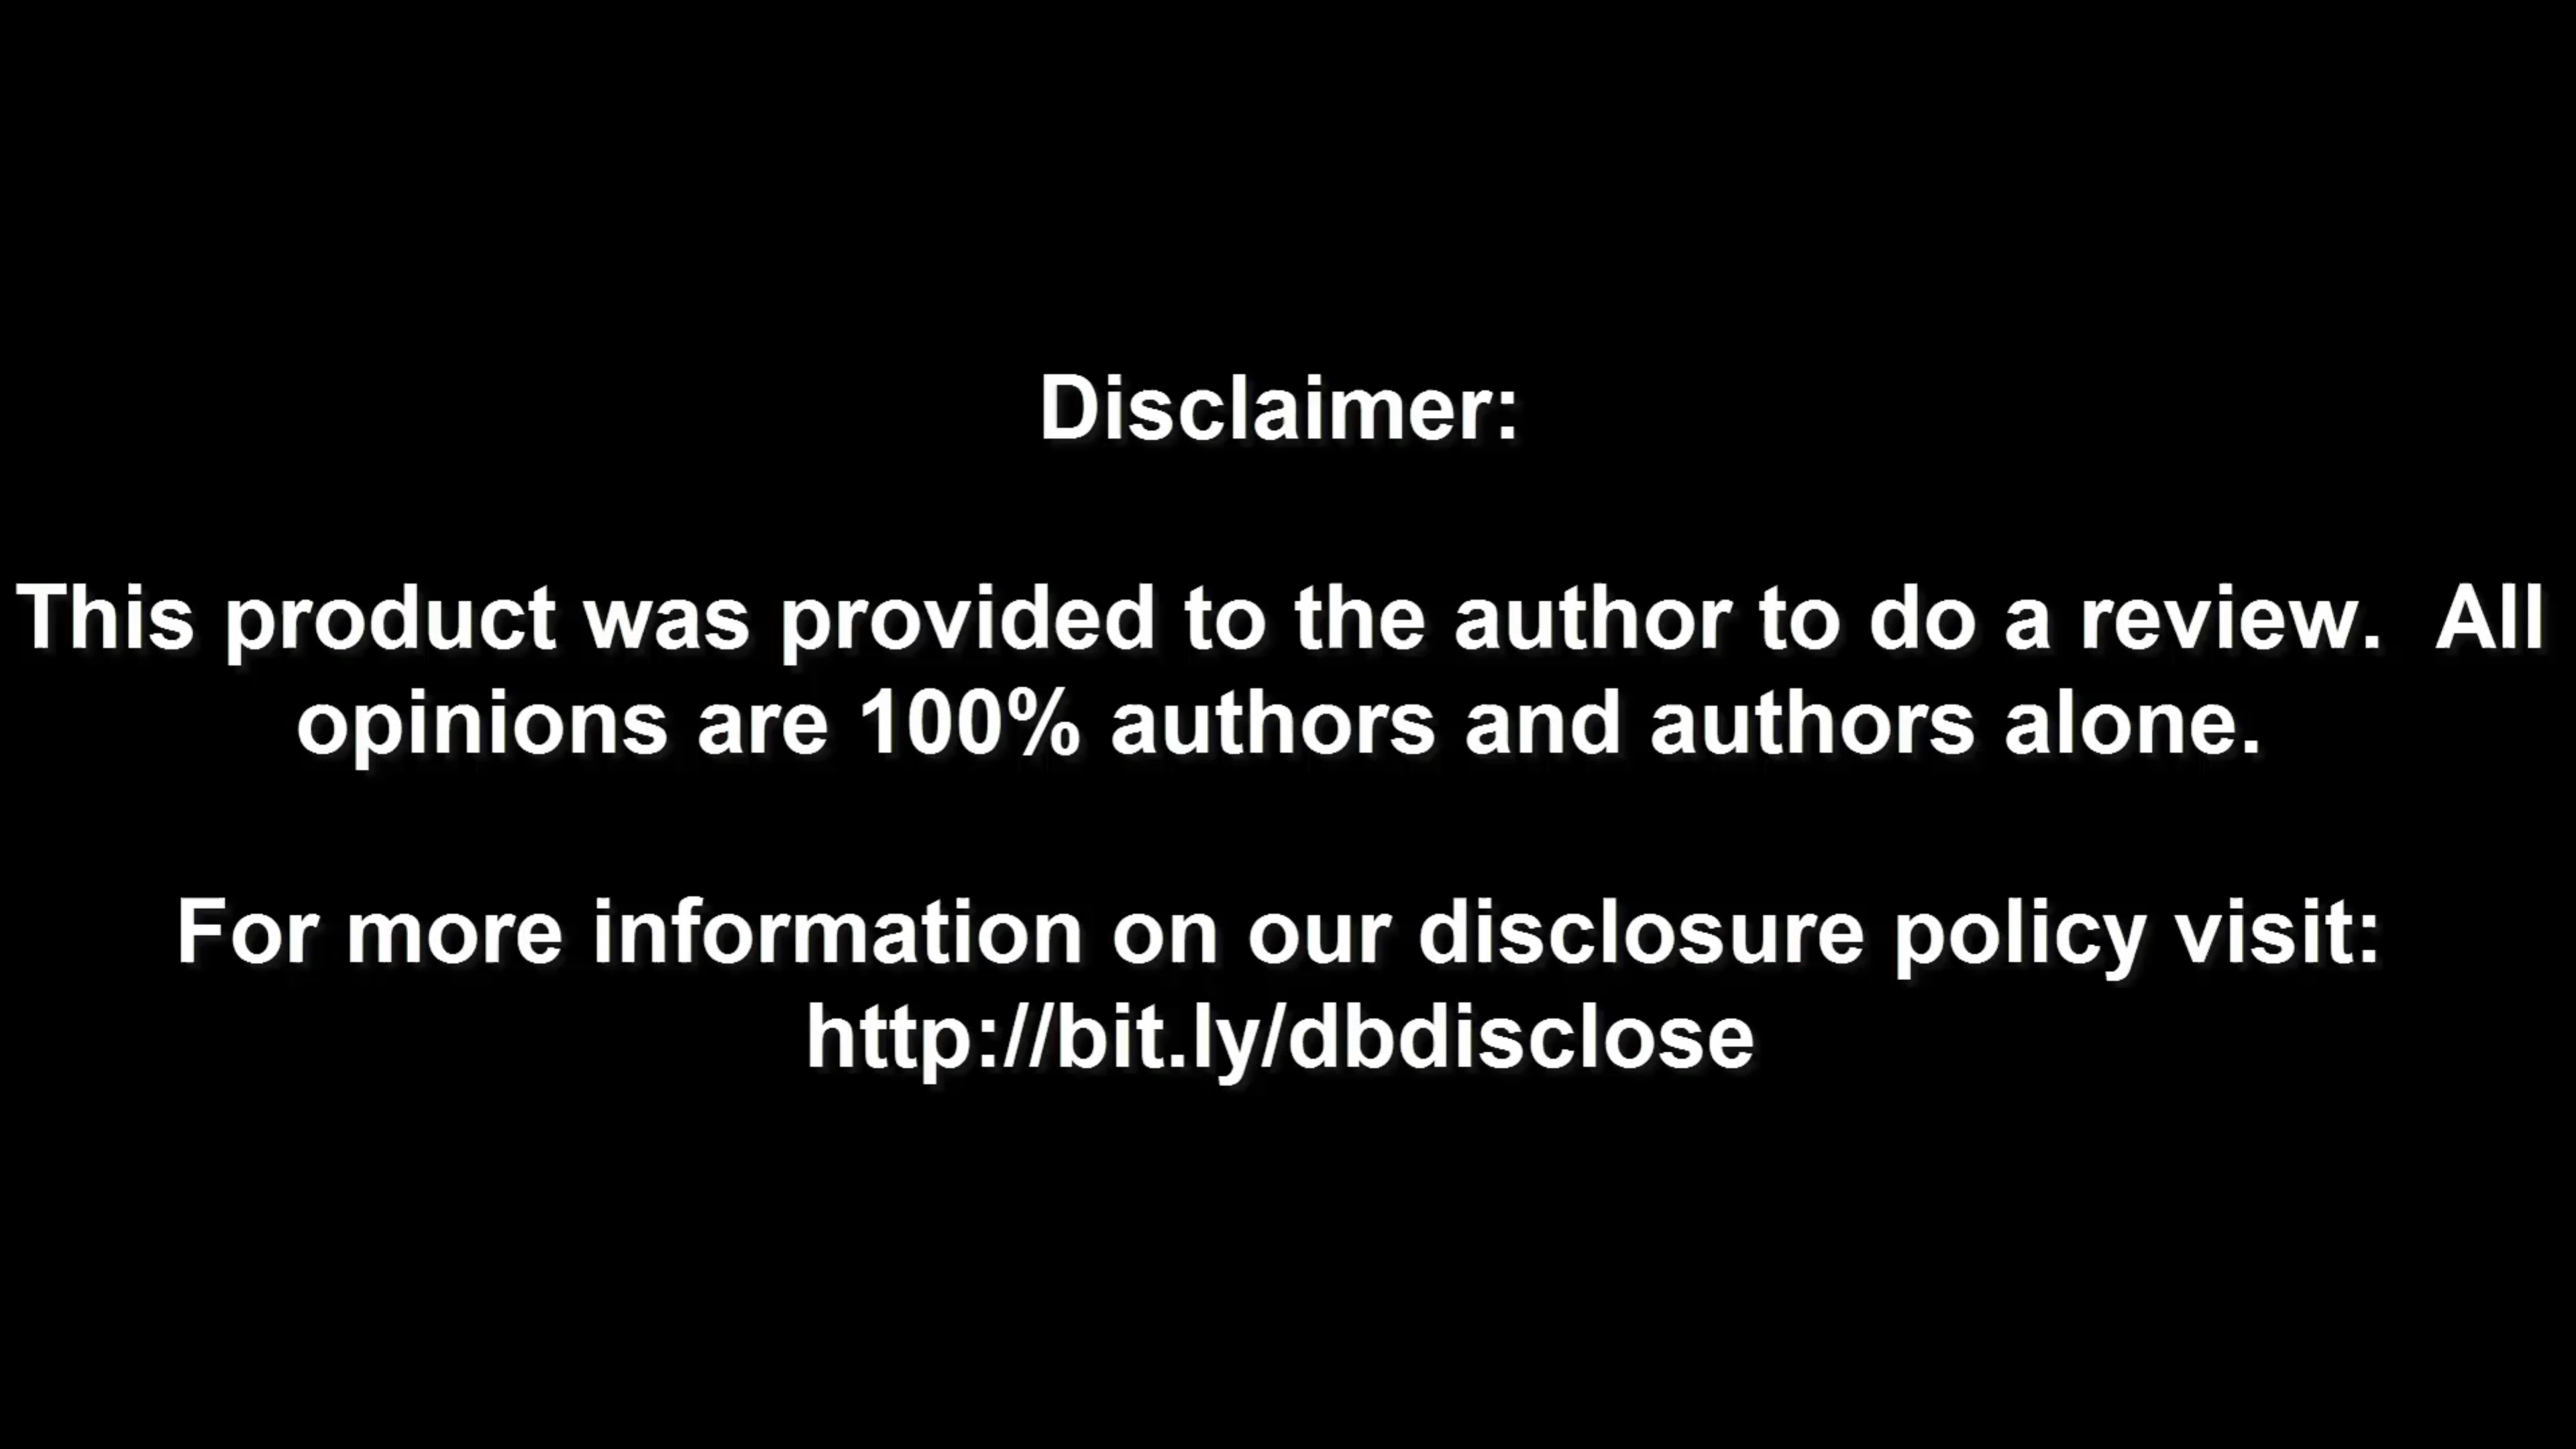 Disclaimer:
This product was provided to the author to do a review.  All
opinions are 100% authors and authors alone.
For more information on our disclosure policy visit:
http://bit.ly/dbdisclose